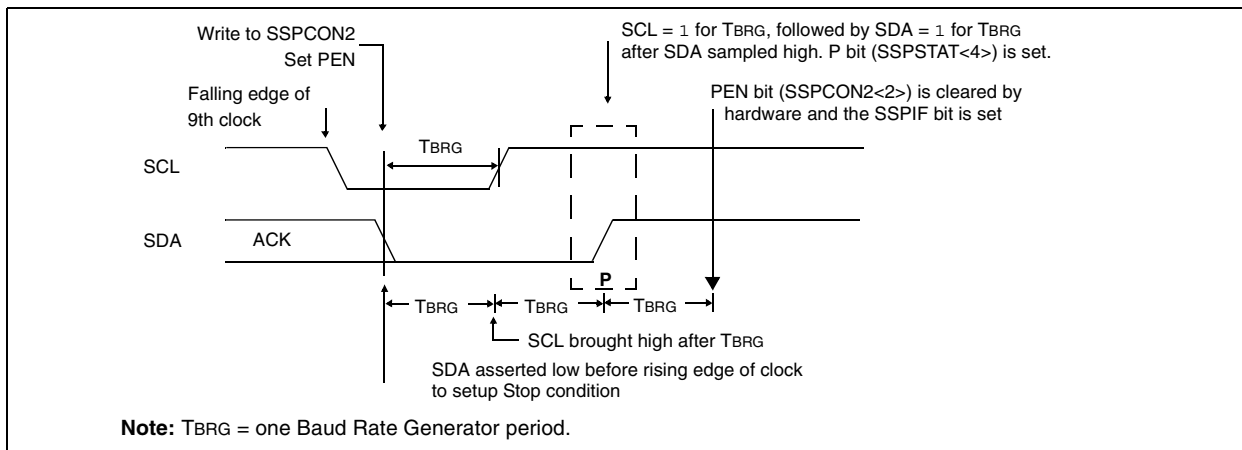 Write to SSPCON2
Set PEN
SCL = 1 for TBRG, followed by SDA = 1 for TBRG
after SDA sampled high. P bit (SSPSTAT<4>) is set.
Falling edge of
9th clock
PEN bit (SSPCON2<2>) is cleared by
hardware and the SSPIF bit is set
TBRG
SCL
SDA
ACK
P
TBRG
TBRG
TBRG
SCL brought high after TBRG
SDA asserted low before rising edge of clock
to setup Stop condition
Note: TBRG = one Baud Rate Generator period.